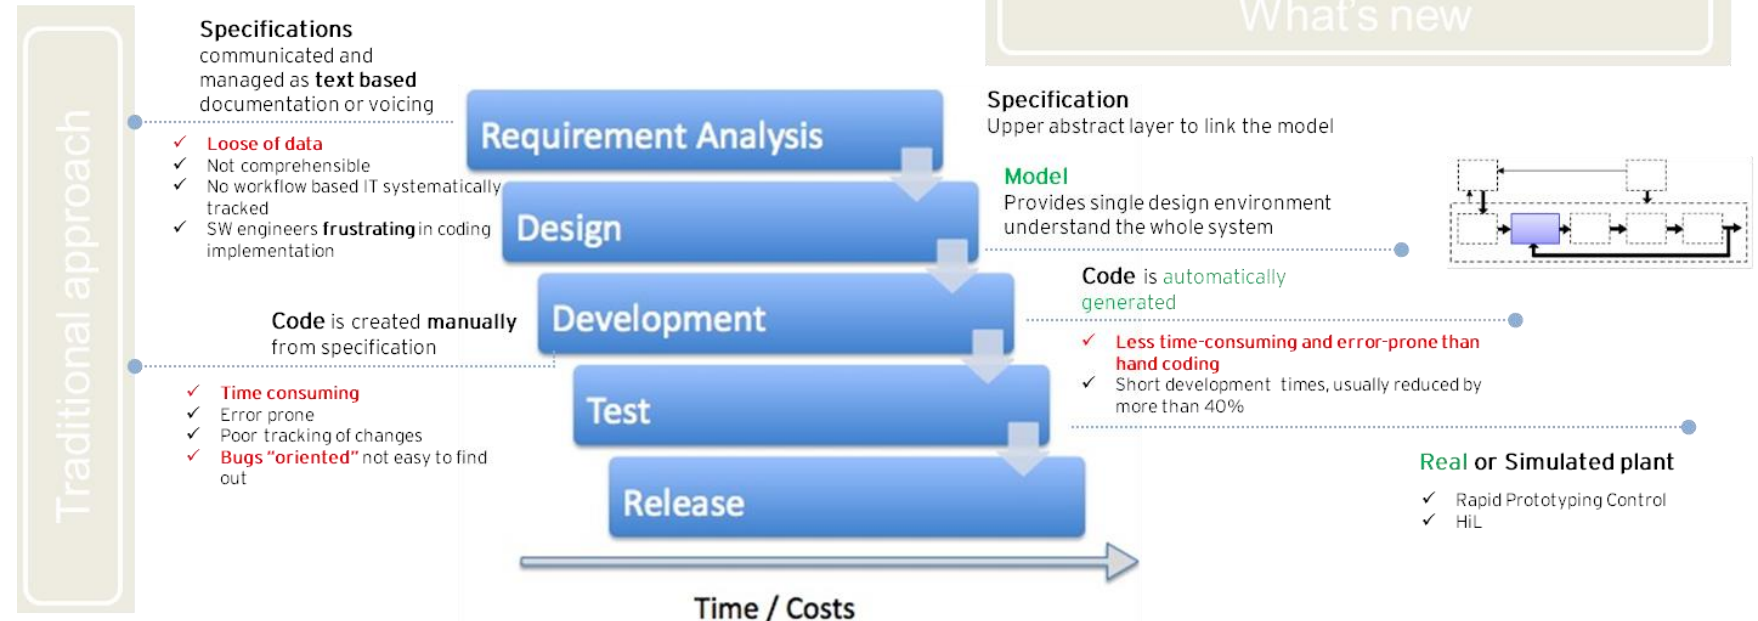 Traditional approach
Specifications
communicated and
managed as text based
documentation or voicing
✓ Loose of data
✓ Not comprehensible
✓ No workflow based IT systematically
tracked
✓ SW engineers frustrating in coding
implementation
Code is created manually
from specification
✓ Time consuming
✓ Error prone
✓ Poor tracking of changes
✓ Bugs “oriented” not easy to find
out
Requirement Analysis
Design
Development
Test
Release
Time / Costs
What's new
Specification
Upper abstract layer to link the model
Model
Provides single design environment
understand the whole system
Code is automatically
generated
✓ Less time-consuming and error-prone than
hand coding
✓ Short development times, usually reduced by
more than 40%
Real or Simulated plant
✓ Rapid Prototyping Control
✓ HiL